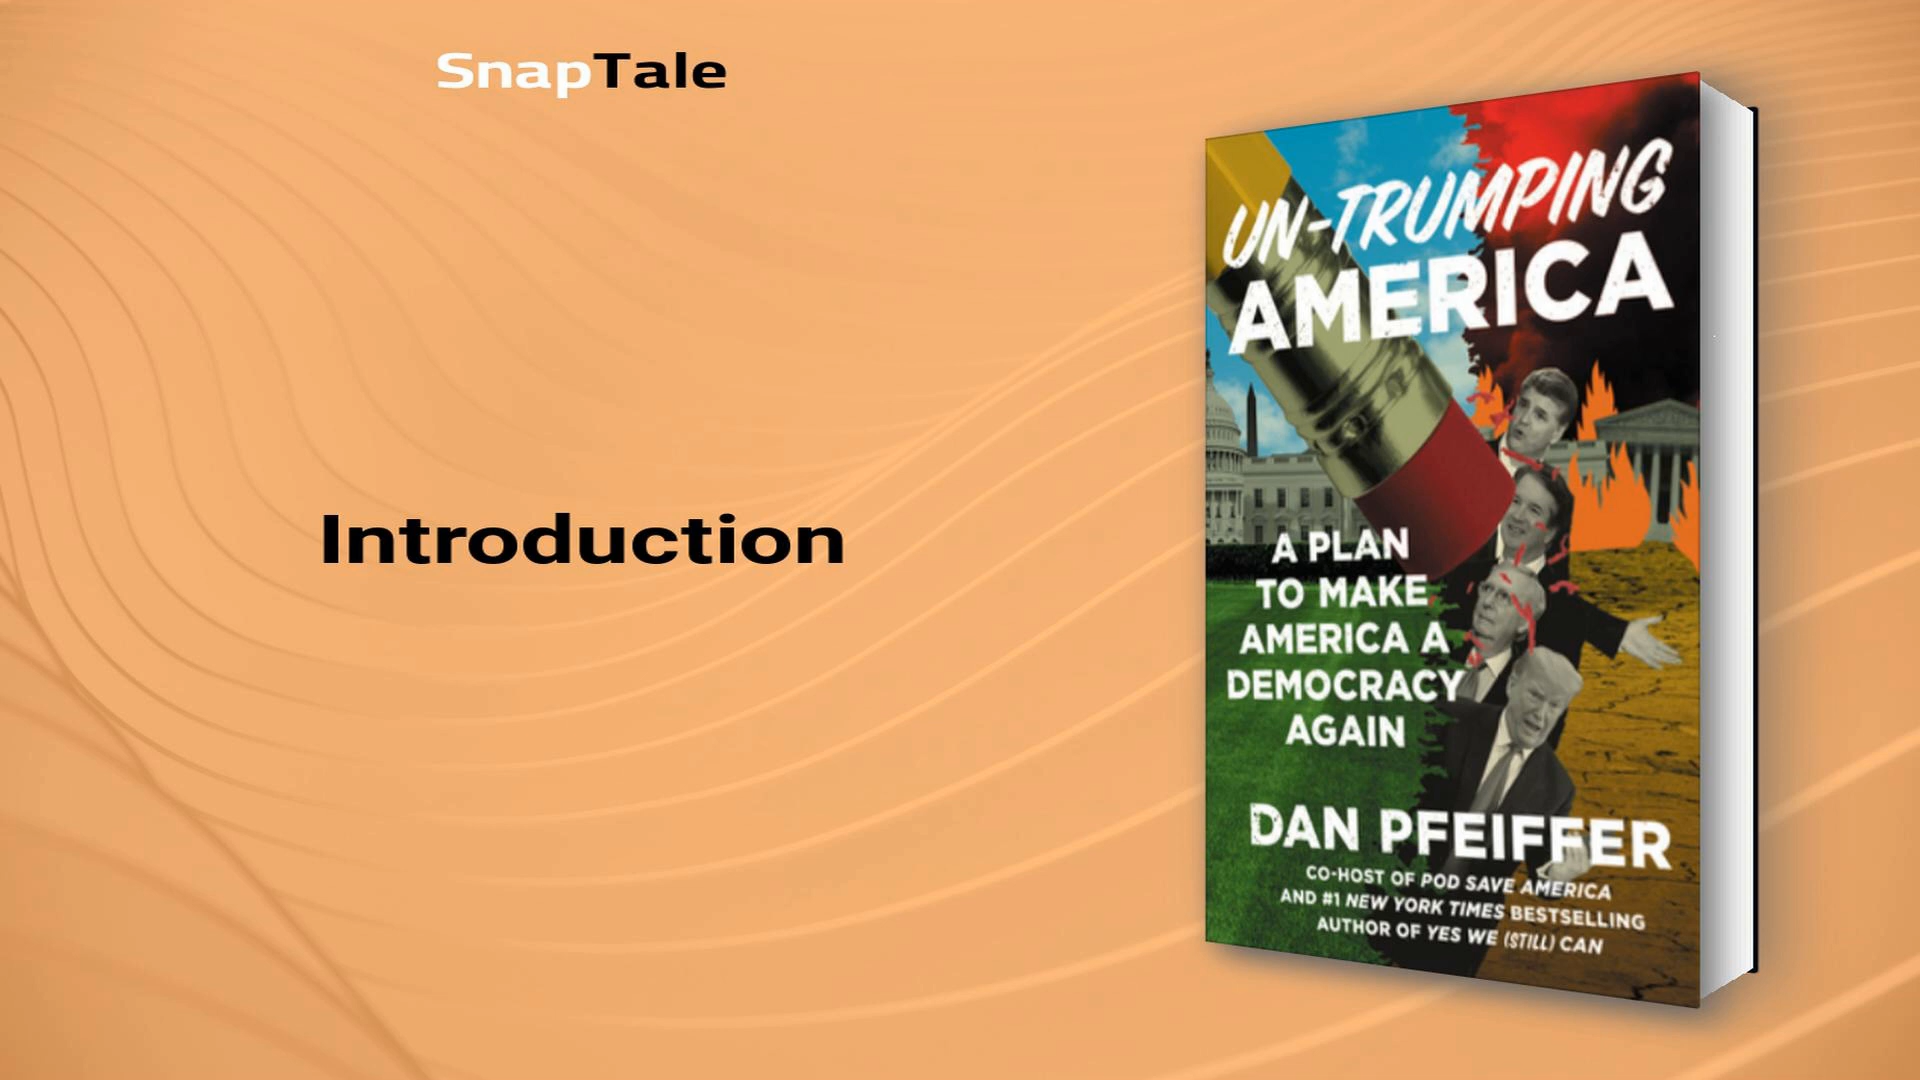 SnapTale
Introduction
UN-TRUMPING
AMERICA
A PLAN
TO MAKE
AMERICA A
DEMOCRACY
AGAIN
DAN PFEIFFER
CO-HOST OF POD SAVE AMERICA
AND #1 NEW YORK TIMES BESTSELLING
AUTHOR OF YES WE (STILL) CAN